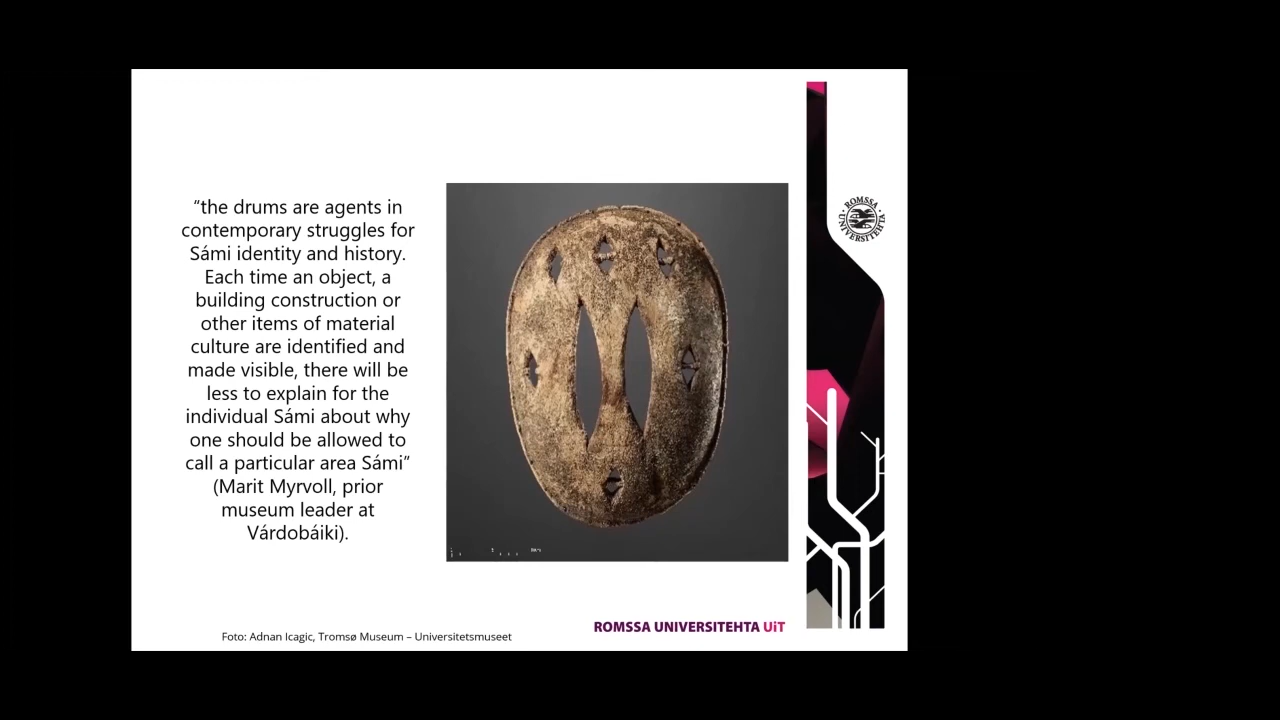 “the drums are agents in
contemporary struggles for
Sámi identity and history.
Each time an object, a
building construction or
other items of material
culture are identified and
made visible, there will be
less to explain for the
individual Sámi about why
one should be allowed to
call a particular area Sámi”
(Marit Myrvoll, prior
museum leader at
Várdobáiki).
· ROMSSA ·
UNIVERSITEHTA
ROMSSA UNIVERSITEHTA UiT
Foto: Adnan Icagic, Tromsø Museum – Universitetsmuseet